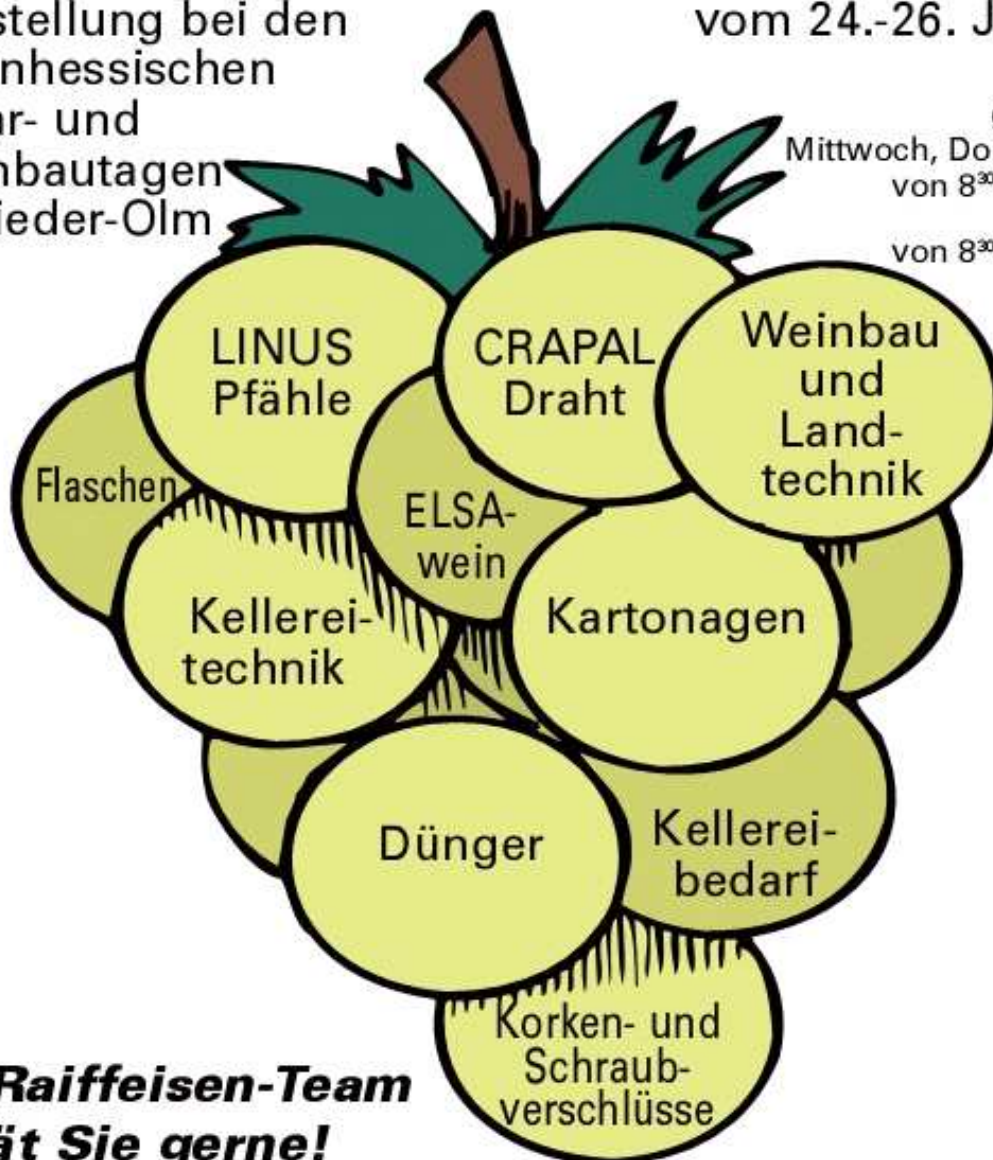 stellung bei den
nhessischen
ar- und
nbautagen
ieder-Olm
vom 24.-26. J
Mittwoch, Do
von 8³⁰
von 8³⁰
LINUS
Pfähle
CRAPAL
Draht
Weinbau
und
Land-
technik
Flaschen
ELSA-
wein
Kellerei-
technik
Kartonagen
Dünger
Kellerei-
bedarf
Korken- und
Schraub-
verschlüsse
Raiffeisen-Team
ät Sie gerne!